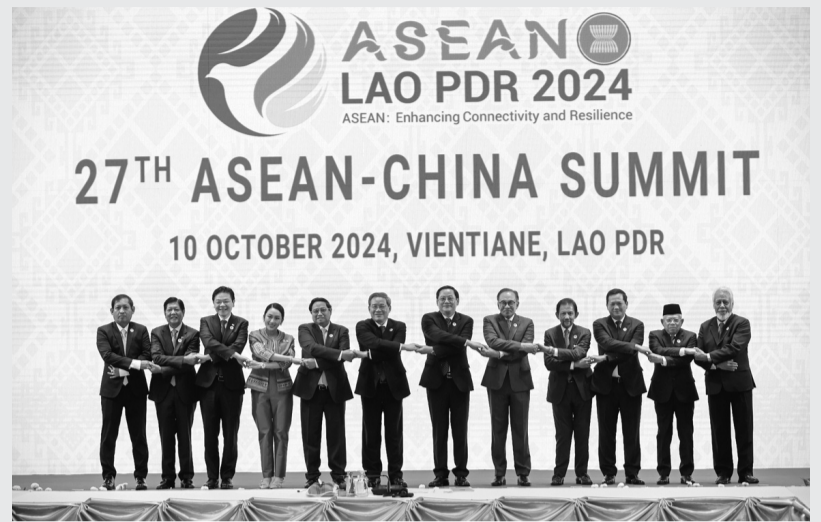 ASEAN
LAO PDR 2024
ASEAN: Enhancing Connectivity and Resilience
27TH ASEAN-CHINA SUMMIT
10 OCTOBER 2024, VIENTIANE, LAO PDR